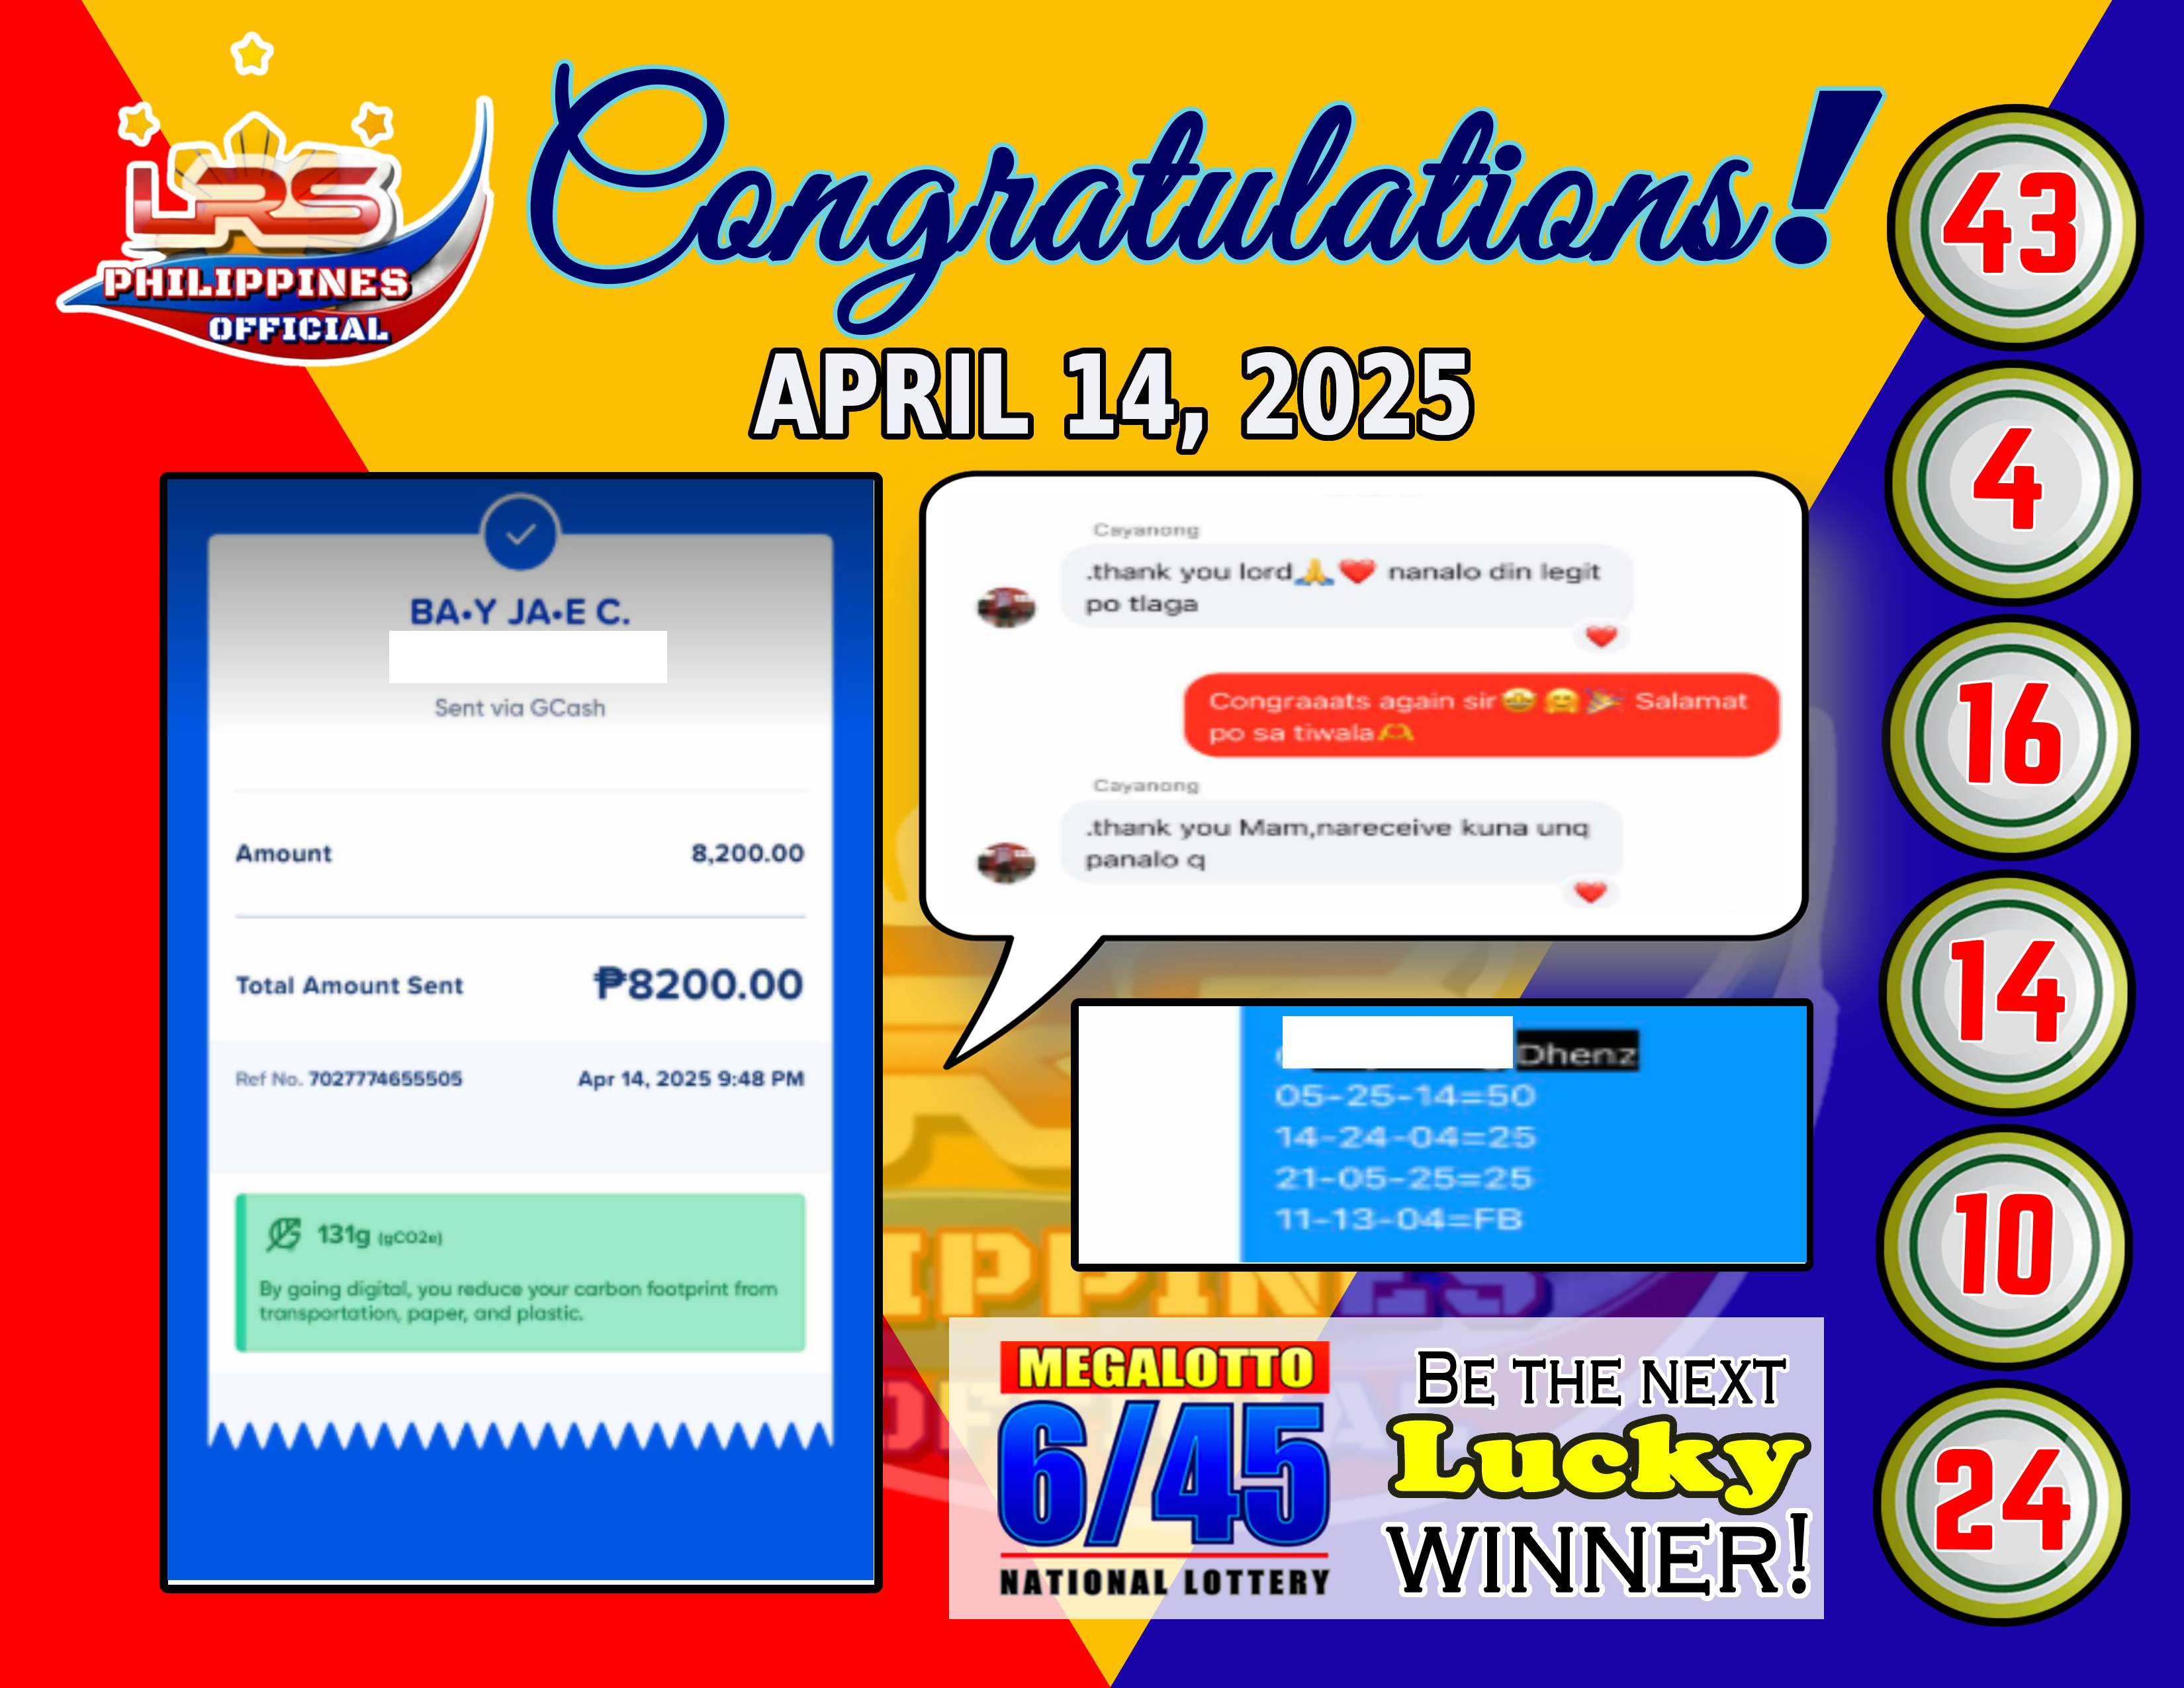 LRS
PHILIPPINES
OFFICIAL
Congratulations!
APRIL 14, 2025
BA•Y JA•E C.
Sent via GCash
Amount 8,200.00
Total Amount Sent ₱8200.00
Ref No. 7027774655505 Apr 14, 2025 9:48 PM
131g (gCO2e)
By going digital, you reduce your carbon footprint from
transportation, paper, and plastic.
Cayanong
.thank you lord🙏❤️ nanalo din legit
po tlaga
Congraaats again sir🤩🤗🎉 Salamat
po sa tiwala🫶
Cayanong
.thank you Mam,nareceive kuna unq
panalo q
Dhenz
05-25-14=50
14-24-04=25
21-05-25=25
11-13-04=FB
MEGALOTTO
6/45
NATIONAL LOTTERY
BE THE NEXT
Lucky
WINNER!
43
4
16
14
10
24